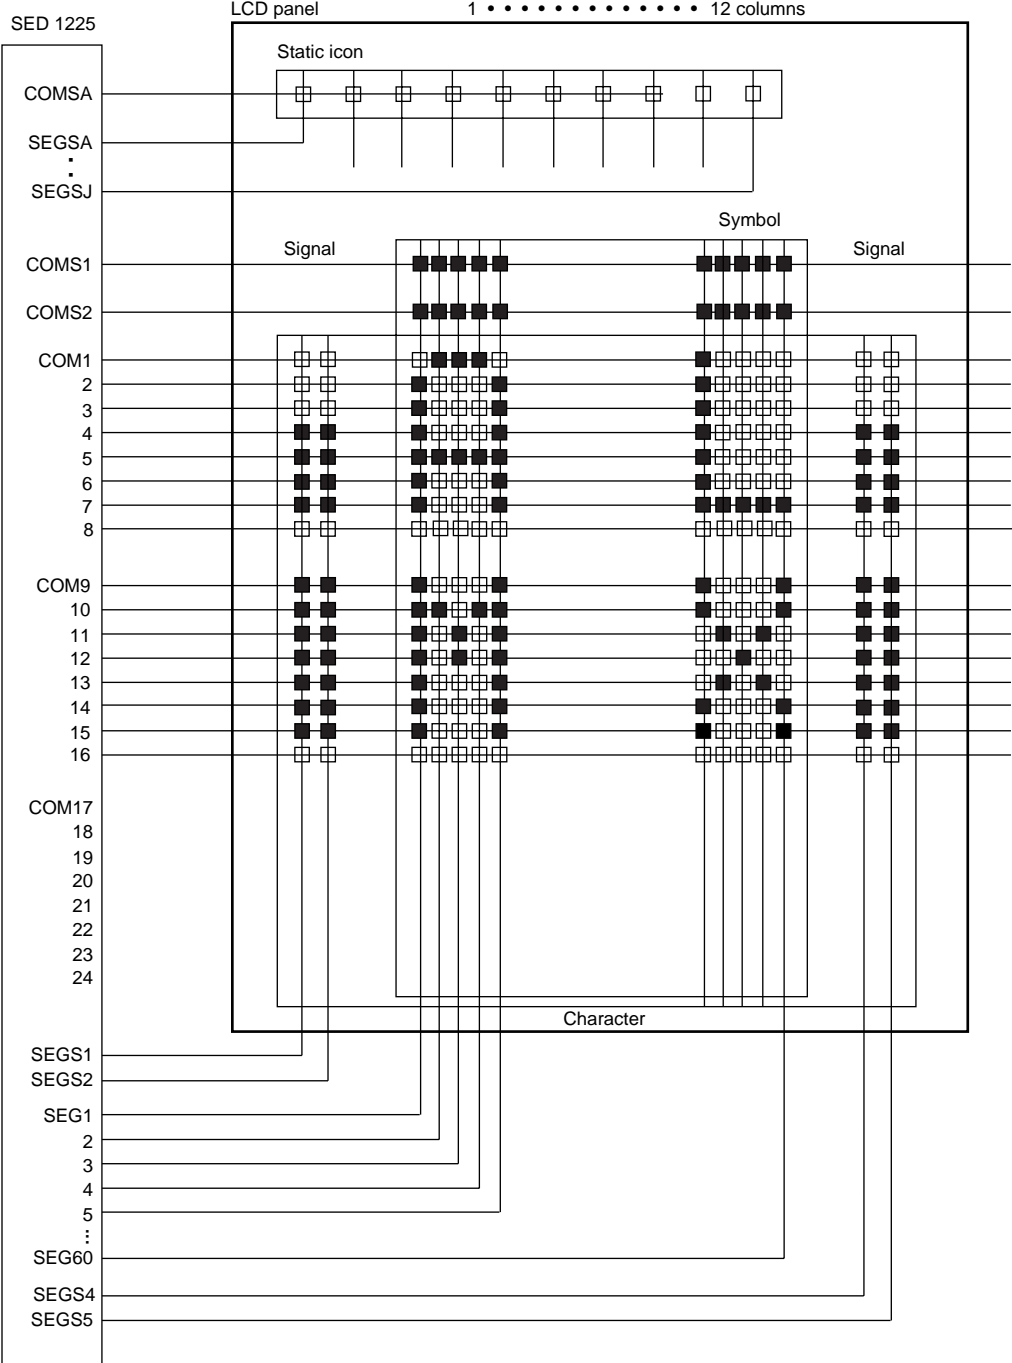 LCD panel 1 • • • • • • • • • • • • 12 columns
SED 1225
Static icon
COMSA
SEGSA
:
SEGSJ
Symbol
Signal Signal
COMS1
COMS2
COM1
2
3
4
5
6
7
8
COM9
10
11
12
13
14
15
16
COM17
18
19
20
21
22
23
24
Character
SEGS1
SEGS2
SEG1
2
3
4
5
⋮
SEG60
SEGS4
SEGS5